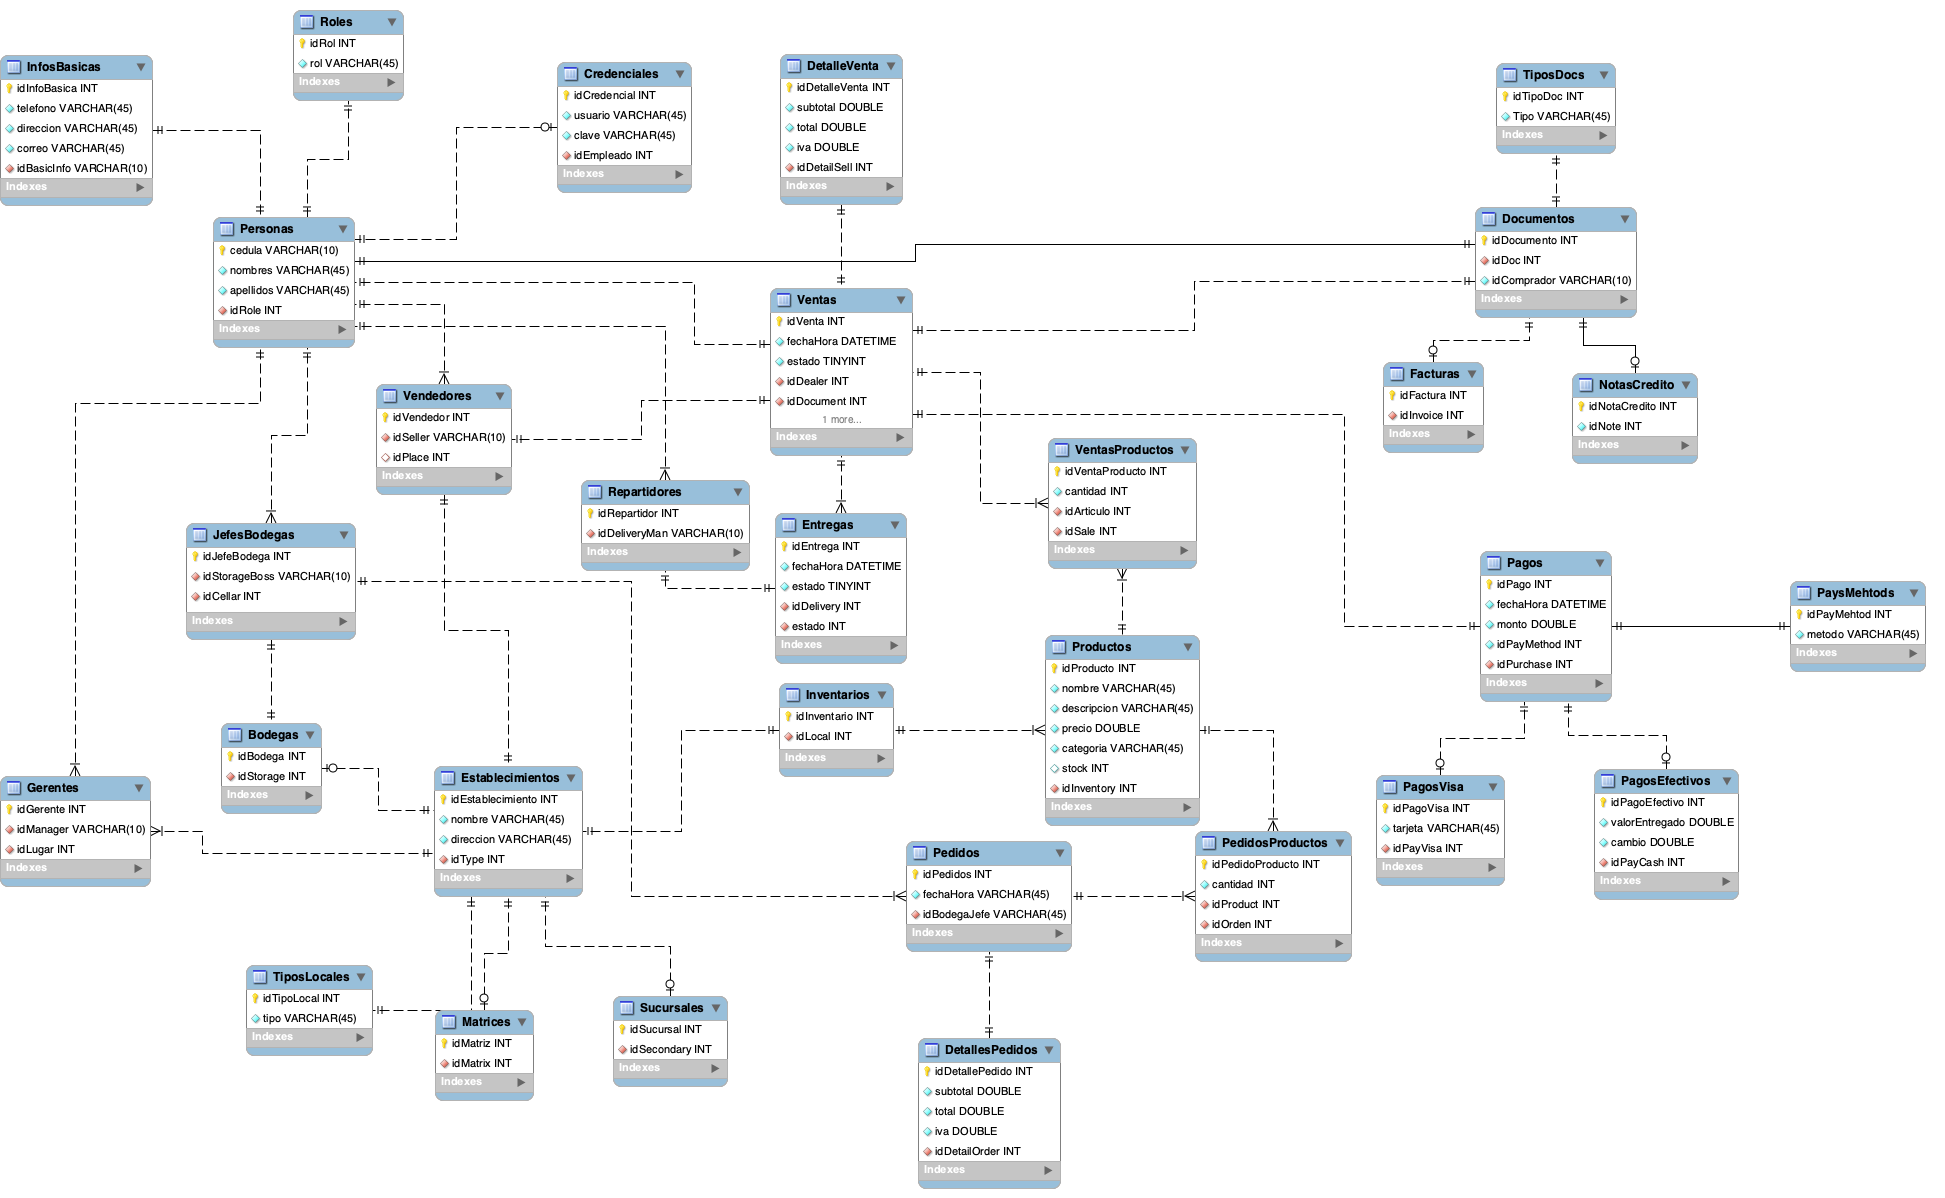 Roles
idRol INT
rol VARCHAR(45)
Indexes
InfosBasicas
idInfoBasica INT
telefono VARCHAR(45)
direccion VARCHAR(45)
correo VARCHAR(45)
idBasicInfo VARCHAR(10)
Indexes
Credenciales
idCredencial INT
usuario VARCHAR(45)
clave VARCHAR(45)
idEmpleado INT
Indexes
DetalleVenta
idDetalleVenta INT
subtotal DOUBLE
total DOUBLE
iva DOUBLE
idDetailSell INT
Indexes
TiposDocs
idTipoDoc INT
Tipo VARCHAR(45)
Indexes
Personas
cedula VARCHAR(10)
nombres VARCHAR(45)
apellidos VARCHAR(45)
idRole INT
Indexes
Documentos
idDocumento INT
idDoc INT
idComprador VARCHAR(10)
Indexes
Ventas
idVenta INT
fechaHora DATETIME
estado TINYINT
idDealer INT
idDocument INT
1 more...
Indexes
Facturas
idFactura INT
idInvoice INT
Indexes
NotasCredito
idNotaCredito INT
idNote INT
Indexes
Vendedores
idVendedor INT
idSeller VARCHAR(10)
idPlace INT
Indexes
VentasProductos
idVentaProducto INT
cantidad INT
idArticulo INT
idSale INT
Indexes
Repartidores
idRepartidor INT
idDeliveryMan VARCHAR(10)
Indexes
Entregas
idEntrega INT
fechaHora DATETIME
estado TINYINT
idDelivery INT
estado INT
Indexes
JefesBodegas
idJefeBodega INT
idStorageBoss VARCHAR(10)
idCellar INT
Indexes
Pagos
idPago INT
fechaHora DATETIME
monto DOUBLE
idPayMethod INT
idPurchase INT
Indexes
PaysMehtods
idPayMehtod INT
metodo VARCHAR(45)
Indexes
Productos
idProducto INT
nombre VARCHAR(45)
descripcion VARCHAR(45)
precio DOUBLE
categoria VARCHAR(45)
stock INT
idInventory INT
Indexes
Inventarios
idInventario INT
idLocal INT
Indexes
Bodegas
idBodega INT
idStorage INT
Indexes
Gerentes
idGerente INT
idManager VARCHAR(10)
idLugar INT
Indexes
Establecimientos
idEstablecimiento INT
nombre VARCHAR(45)
direccion VARCHAR(45)
idType INT
Indexes
PagosVisa
idPagoVisa INT
tarjeta VARCHAR(45)
idPayVisa INT
Indexes
PagosEfectivos
idPagoEfectivo INT
valorEntregado DOUBLE
cambio DOUBLE
idPayCash INT
Indexes
Pedidos
idPedidos INT
fechaHora VARCHAR(45)
idBodegaJefe VARCHAR(45)
Indexes
PedidosProductos
idPedidoProducto INT
cantidad INT
idProduct INT
idOrden INT
Indexes
TiposLocales
idTipoLocal INT
tipo VARCHAR(45)
Indexes
Matrices
idMatriz INT
idMatrix INT
Indexes
Sucursales
idSucursal INT
idSecondary INT
Indexes
DetallesPedidos
idDetallePedido INT
subtotal DOUBLE
total DOUBLE
iva DOUBLE
idDetailOrder INT
Indexes